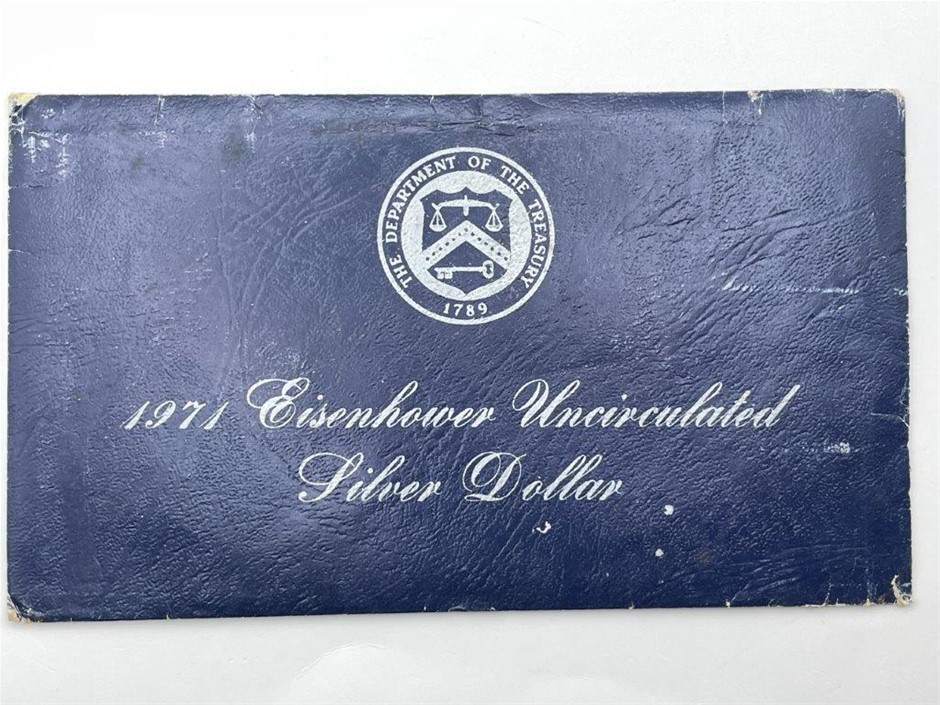 THE DEPARTMENT OF THE TREASURY
1789
1971 Eisenhower Uncirculated
Silver Dollar